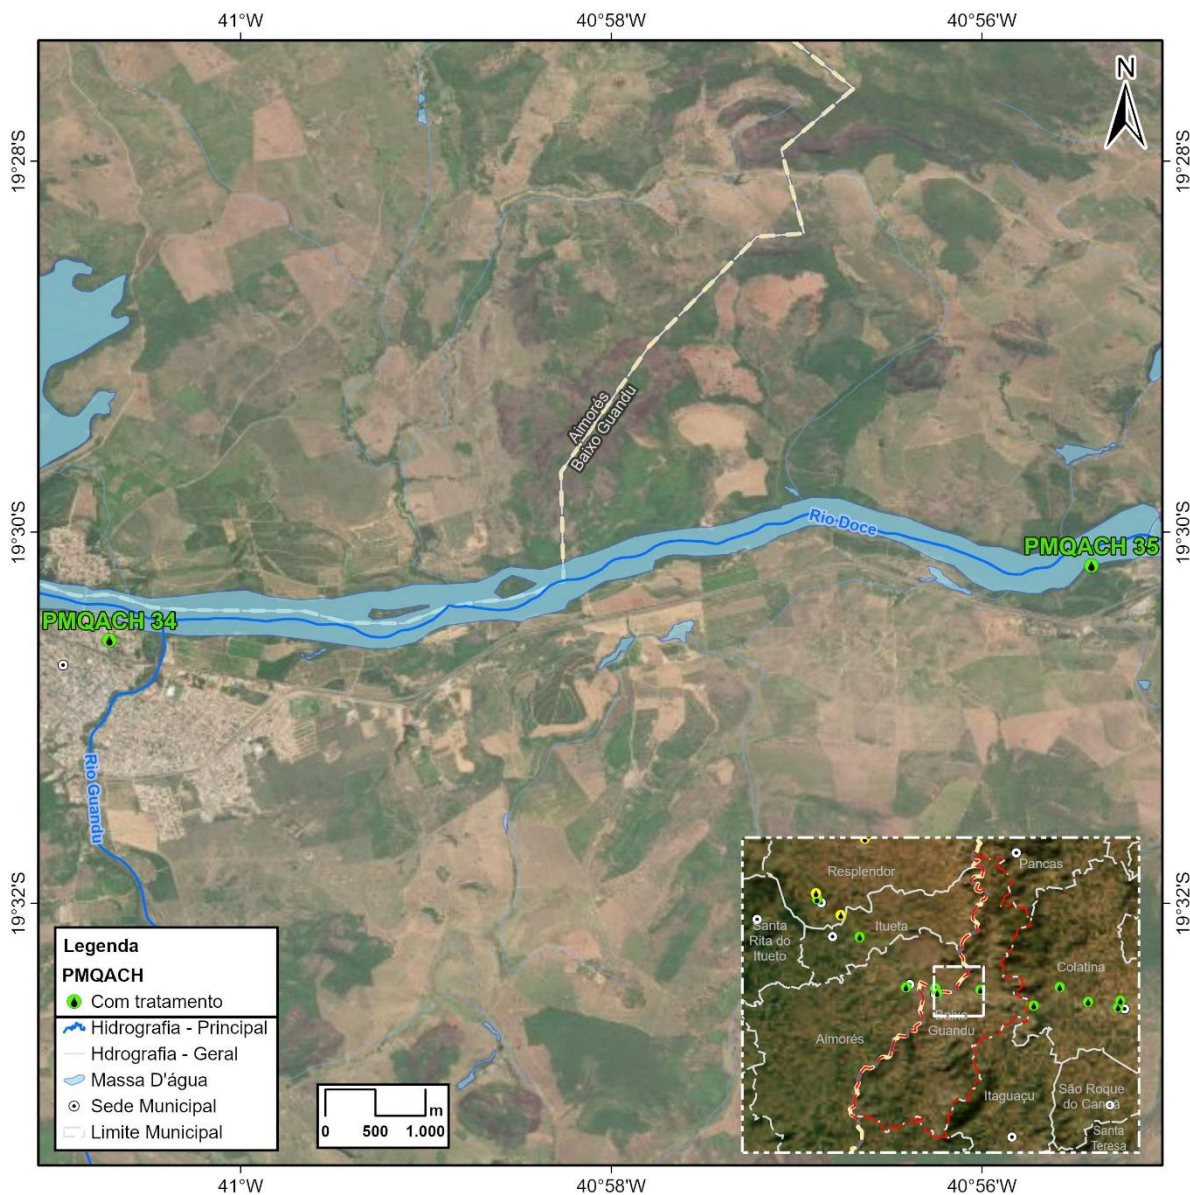 41°W
40°58'W
40°56'W
N
19°28'S
19°28'S
Aimorés
Baixo Guandu
19°30'S
19°30'S
Rio Doce
PMQACH 35
PMQACH 34
Rio Guandu
19°32'S
19°32'S
Legenda
PMQACH
Com tratamento
Hidrografia - Principal
Hdrografia - Geral
Massa D'água
Sede Municipal
Limite Municipal
m
0 500 1.000
Pancas
Resplendor
Santa
Rita do
Itueto
Itueta
Colatina
Baixo
Guandu
Aimorés
Itaguaçu
São Roque
do Canaã
Santa
Teresa
41°W
40°58'W
40°56'W